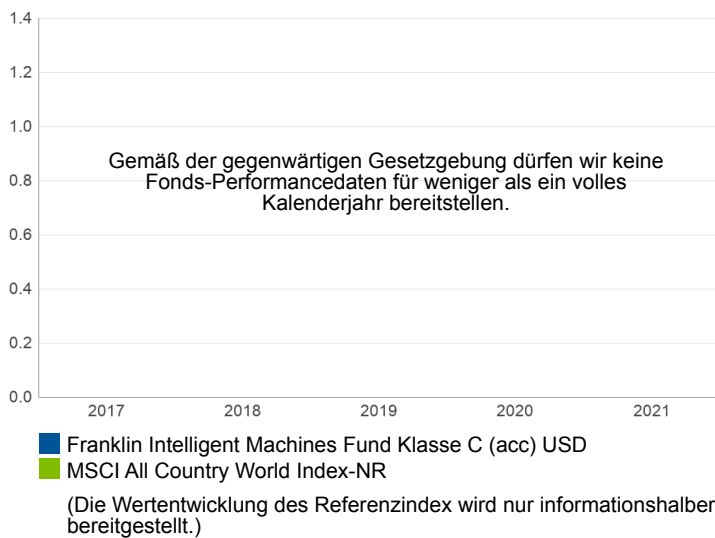 1.4
1.2
1.0
Gemäß der gegenwärtigen Gesetzgebung dürfen wir keine
0.8
Fonds-Performancedaten für weniger als ein volles
Kalenderjahr bereitstellen.
0.6
0.4
0.2
0.0
2017 2018 2019 2020 2021
Franklin Intelligent Machines Fund Klasse C (acc) USD
MSCI All Country World Index-NR
(Die Wertentwicklung des Referenzindex wird nur informationshalber
bereitgestellt.)